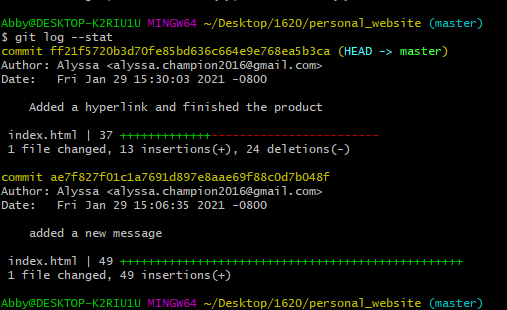 Abby@DESKTOP-K2RIU1U MINGW64 ~/Desktop/1620/personal_website (master)
$ git log --stat
commit ff21f5720b3d70fe85bd636c664e9e768ea5b3ca (HEAD -> master)
Author: Alyssa <alyssa.champion2016@gmail.com>
Date:   Fri Jan 29 15:30:03 2021 -0800
    Added a hyperlink and finished the product
 index.html | 37 +++++++++++++------------------------
 1 file changed, 13 insertions(+), 24 deletions(-)
commit ae7f827f01c1a7691d897e8aae69f88c0d7b048f
Author: Alyssa <alyssa.champion2016@gmail.com>
Date:   Fri Jan 29 15:06:35 2021 -0800
    added a new message
 index.html | 49 +++++++++++++++++++++++++++++++++++++++++++++++++
 1 file changed, 49 insertions(+)
Abby@DESKTOP-K2RIU1U MINGW64 ~/Desktop/1620/personal_website (master)